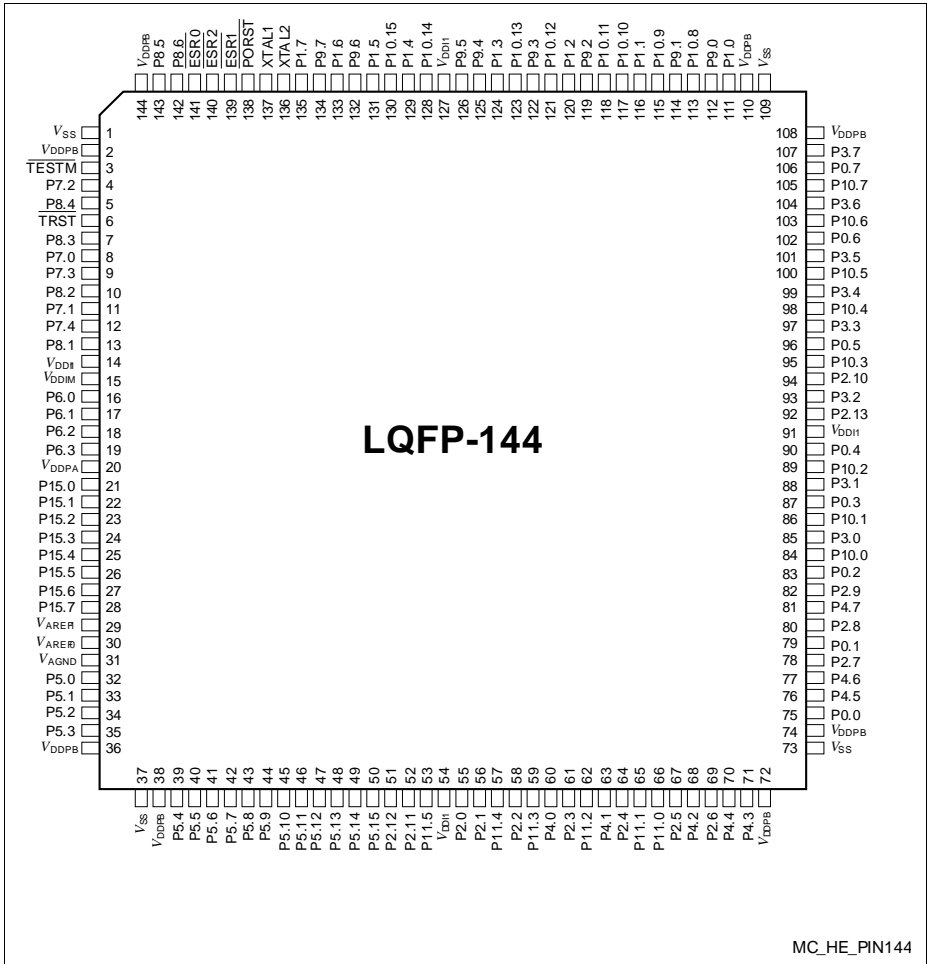 VDDPB P8.5 P8.6 ESR0 ESR2 ESR1 PORST XTAL1 XTAL2 P1.7 P9.7 P1.6 P9.6 P1.5 P10.15 P1.4 P10.14 VDDI1 P9.5 P9.4 P1.3 P10.13 P9.3 P10.12 P1.2 P9.2 P10.11 P10.10 P1.1 P10.9 P9.1 P10.8 P9.0 P1.0 VDDPB VSS
144 143 142 141 140 139 138 137 136 135 134 133 132 131 130 129 128 127 126 125 124 123 122 121 120 119 118 117 116 115 114 113 112 111 110 109
VSS 1
VDDPB 2
TESTM 3
P7.2 4
P8.4 5
TRST 6
P8.3 7
P7.0 8
P7.3 9
P8.2 10
P7.1 11
P7.4 12
P8.1 13
VDDI1 14
VDDIM 15
P6.0 16
P6.1 17
P6.2 18
P6.3 19
VDDPA 20
P15.0 21
P15.1 22
P15.2 23
P15.3 24
P15.4 25
P15.5 26
P15.6 27
P15.7 28
VAREF1 29
VAREF0 30
VAGND 31
P5.0 32
P5.1 33
P5.2 34
P5.3 35
VDDPB 36
LQFP-144
108 VDDPB
107 P3.7
106 P0.7
105 P10.7
104 P3.6
103 P10.6
102 P0.6
101 P3.5
100 P10.5
99 P3.4
98 P10.4
97 P3.3
96 P0.5
95 P10.3
94 P2.10
93 P3.2
92 P2.13
91 VDDI1
90 P0.4
89 P10.2
88 P3.1
87 P0.3
86 P10.1
85 P3.0
84 P10.0
83 P0.2
82 P2.9
81 P4.7
80 P2.8
79 P0.1
78 P2.7
77 P4.6
76 P4.5
75 P0.0
74 VDDPB
73 VSS
37 38 39 40 41 42 43 44 45 46 47 48 49 50 51 52 53 54 55 56 57 58 59 60 61 62 63 64 65 66 67 68 69 70 71 72
VSS VDDPB P5.4 P5.5 P5.6 P5.7 P5.8 P5.9 P5.10 P5.11 P5.12 P5.13 P5.14 P5.15 P2.12 P2.11 P11.5 VDDI1 P2.0 P2.1 P11.4 P2.2 P11.3 P4.0 P2.3 P11.2 P4.1 P2.4 P11.1 P11.0 P2.5 P4.2 P2.6 P4.4 P4.3 VDDPB
MC_HE_PIN144